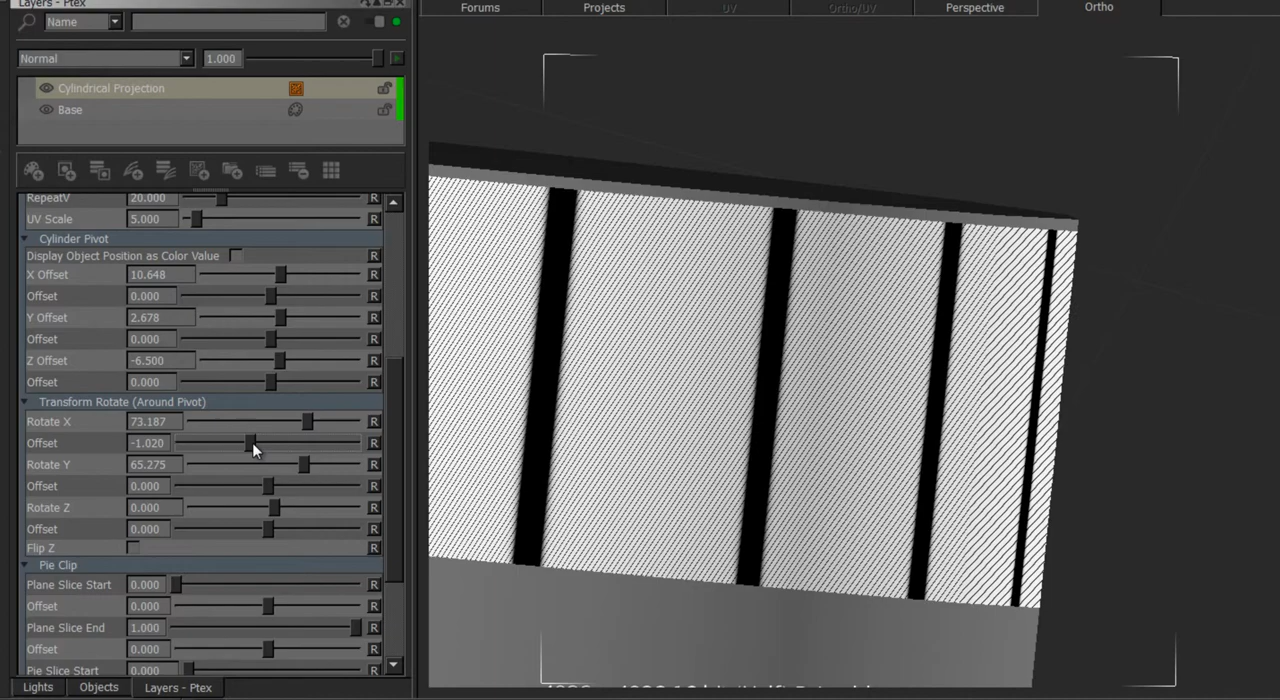 Layers - Ptex
Forums Projects UV Ortho/UV Perspective Ortho
Name
Normal 1.000
Cylindrical Projection
Base
RepeatV 20.000
UV Scale 5.000 R
Cylinder Pivot
Display Object Position as Color Value R
X Offset 10.648 R
Offset 0.000 R
Y Offset 2.678 R
Offset 0.000 R
Z Offset -6.500 R
Offset 0.000 R
Transform Rotate (Around Pivot)
Rotate X 73.187 R
Offset -1.020 R
Rotate Y 65.275 R
Offset 0.000 R
Rotate Z 0.000 R
Offset 0.000 R
Flip Z R
Pie Clip
Plane Slice Start 0.000 R
Offset 0.000 R
Plane Slice End 1.000 R
Offset 0.000 R
Pie Slice Start 0.000 R
Lights Objects Layers - Ptex